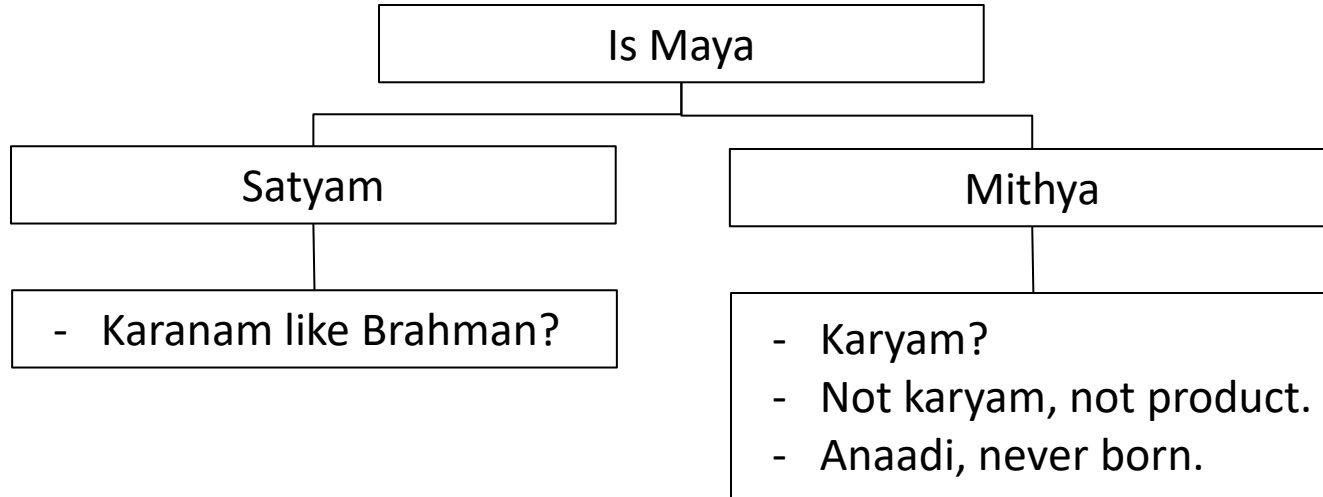 Is Maya
Satyam
Mithya
- Karanam like Brahman?
- Karyam?
- Not karyam, not product.
- Anaadi, never born.